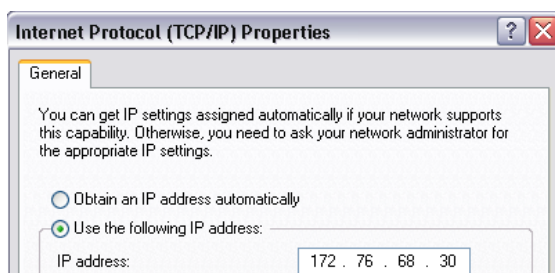 Internet Protocol (TCP/IP) Properties
General
You can get IP settings assigned automatically if your network supports
this capability. Otherwise, you need to ask your network administrator for
the appropriate IP settings.
Obtain an IP address automatically
Use the following IP address:
IP address: 172 . 76 . 68 . 30